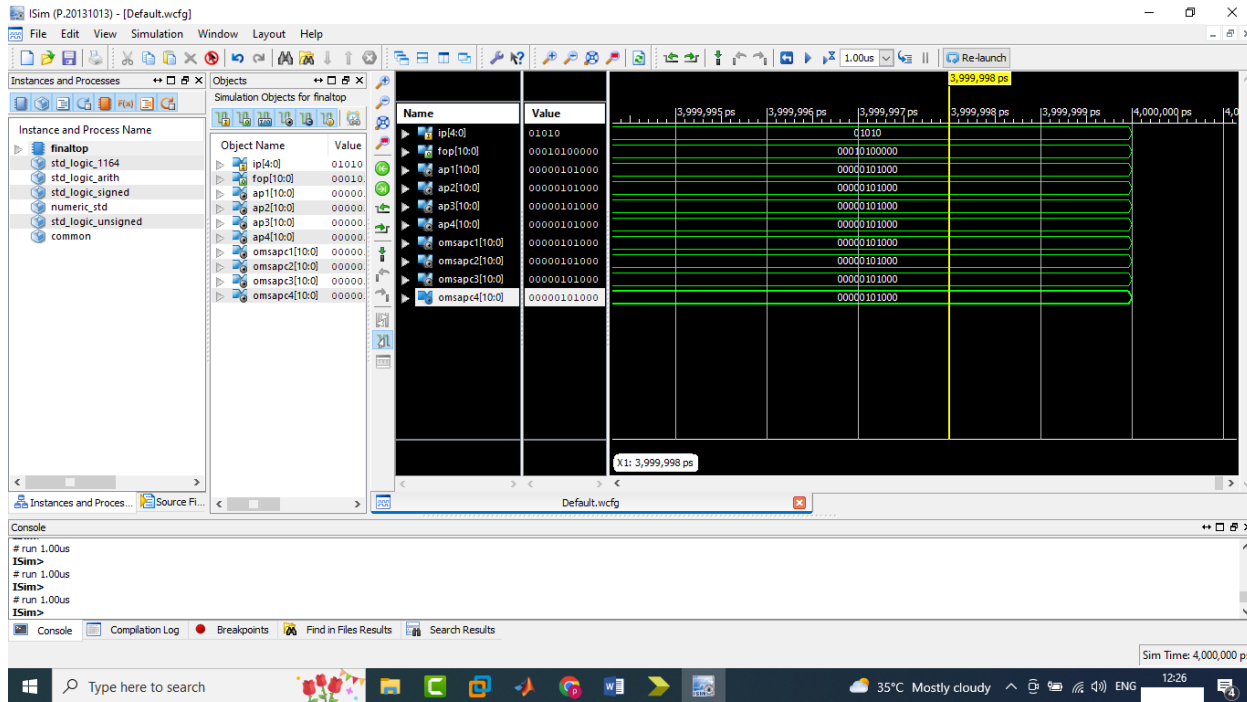 ISim (P.20131013) - [Default.wcfg]
File Edit View Simulation Window Layout Help
1.00us Re-launch
Instances and Processes
Instance and Process Name
finaltop
std_logic_1164
std_logic_arith
std_logic_signed
numeric_std
std_logic_unsigned
common
Instances and Proces... Source Fi...
Objects
Simulation Objects for finaltop
Object Name Value
ip[4:0] 01010
fop[10:0] 00010
ap1[10:0] 00000
ap2[10:0] 00000
ap3[10:0] 00000
ap4[10:0] 00000
omsapc1[10:0] 00000
omsapc2[10:0] 00000
omsapc3[10:0] 00000
omsapc4[10:0] 00000
3,999,998 ps
Name Value 3,999,995 ps 3,999,996 ps 3,999,997 ps 3,999,998 ps 3,999,999 ps 4,000,000 ps 4,0
ip[4:0] 01010 01010
fop[10:0] 00010100000 00010100000
ap1[10:0] 00000101000 00000101000
ap2[10:0] 00000101000 00000101000
ap3[10:0] 00000101000 00000101000
ap4[10:0] 00000101000 00000101000
omsapc1[10:0] 00000101000 00000101000
omsapc2[10:0] 00000101000 00000101000
omsapc3[10:0] 00000101000 00000101000
omsapc4[10:0] 00000101000 00000101000
X1: 3,999,998 ps
Default.wcfg
Console
# run 1.00us
ISim>
# run 1.00us
ISim>
# run 1.00us
ISim>
Console Compilation Log Breakpoints Find in Files Results Search Results
Sim Time: 4,000,000 p
Type here to search
35°C Mostly cloudy ENG 12:26
4